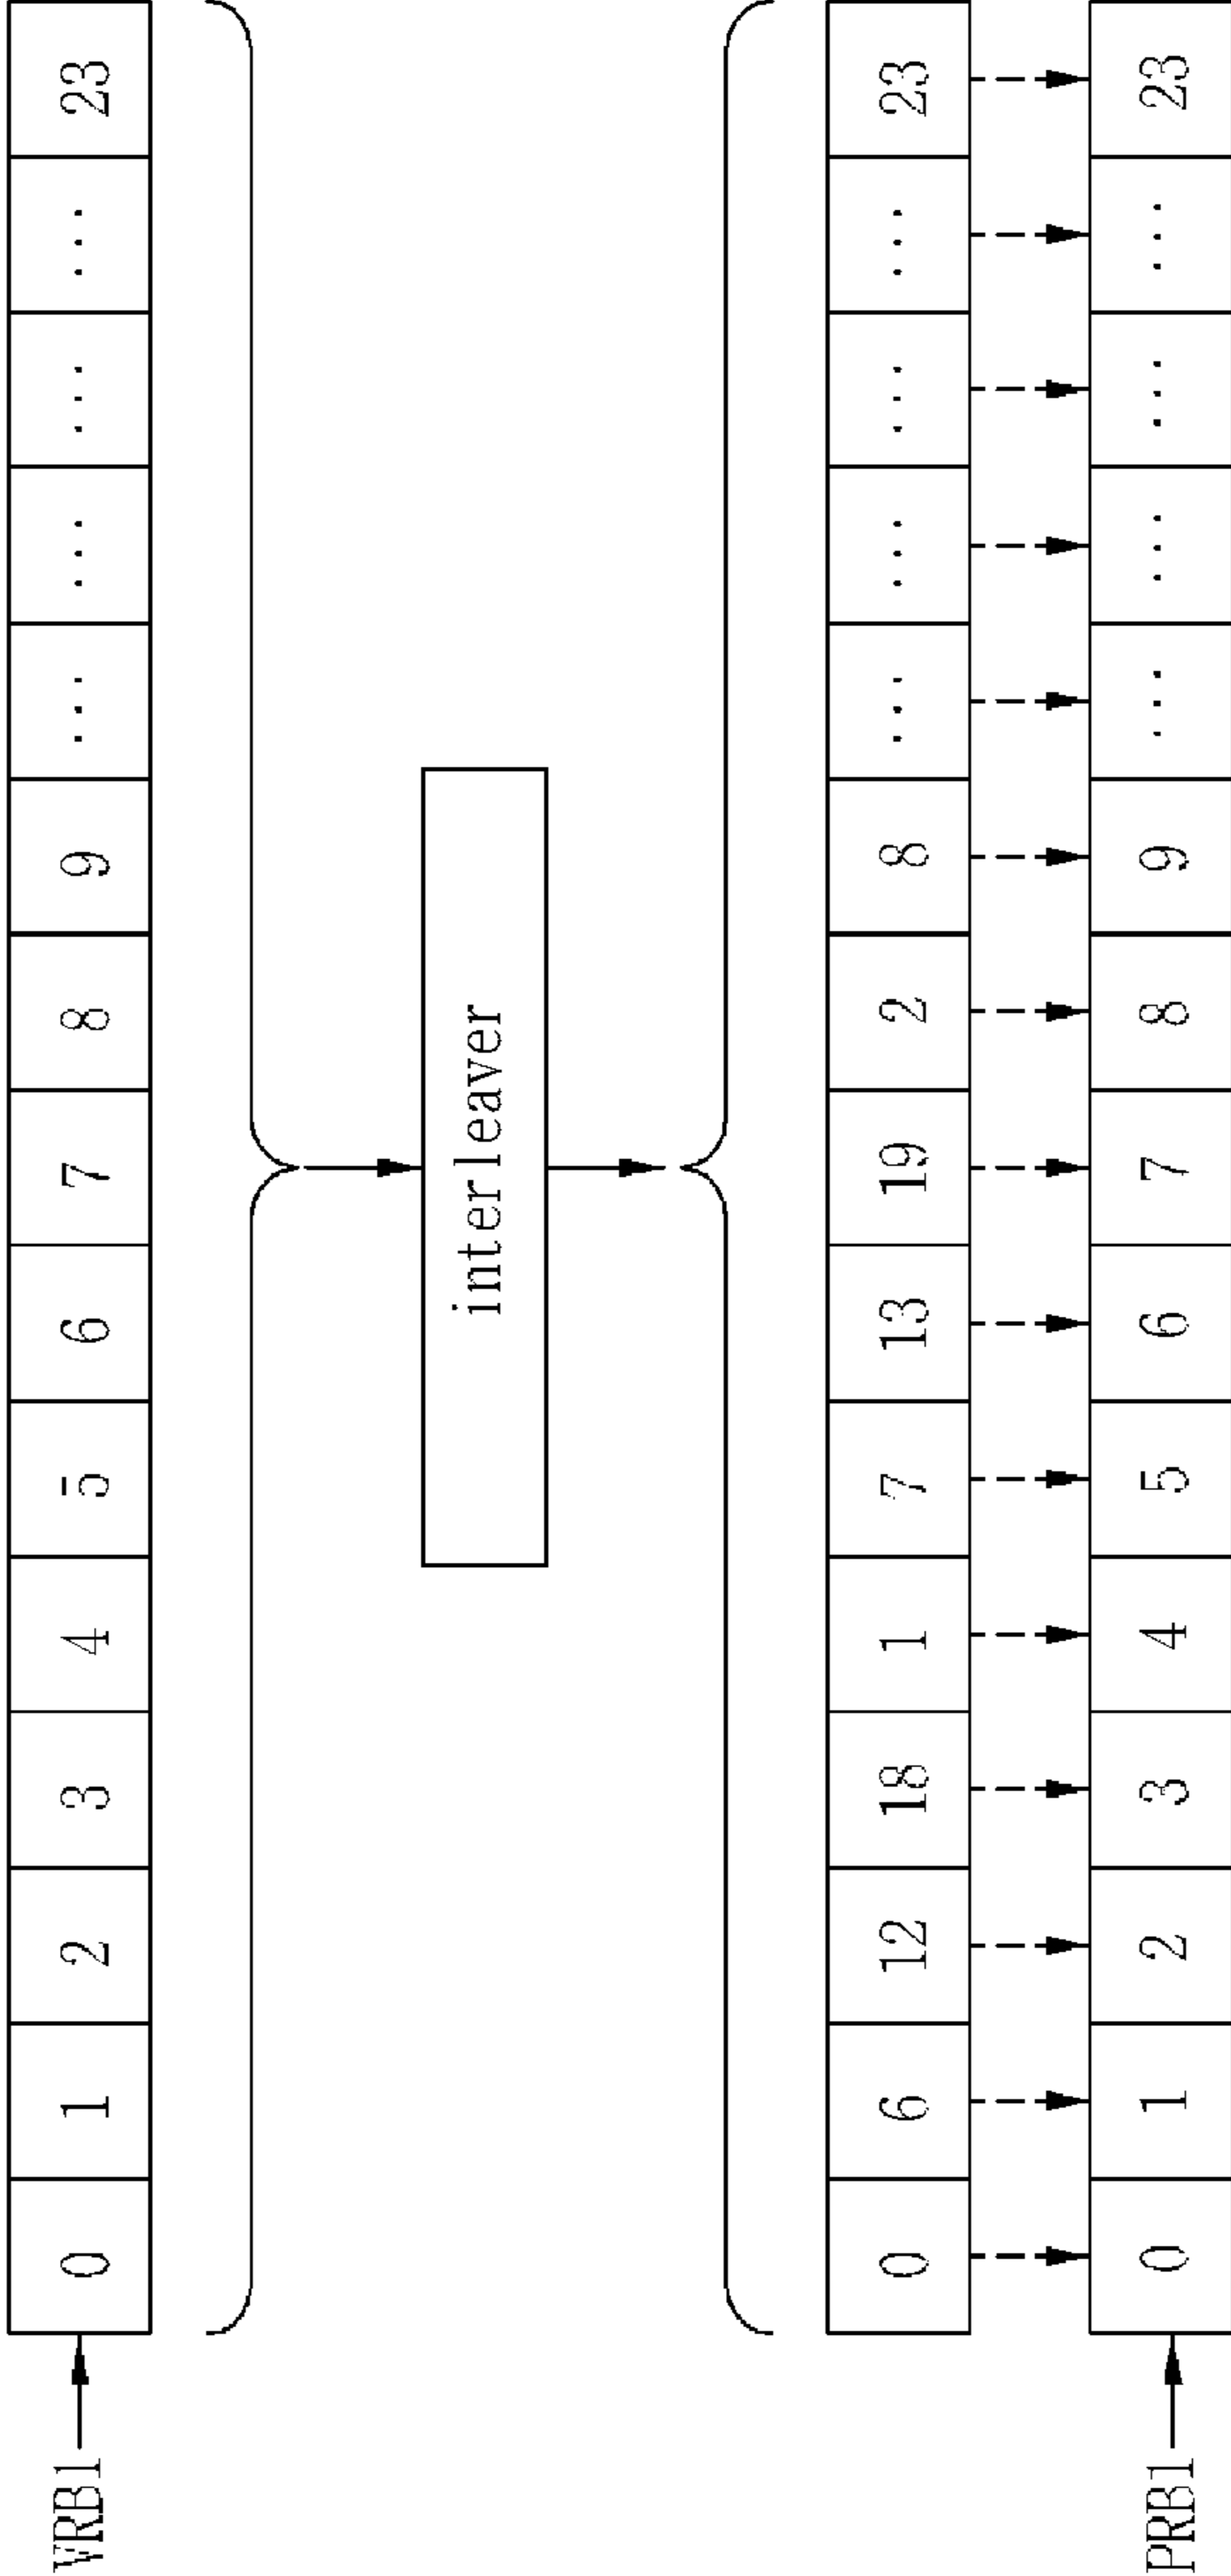 VRB1 0 1 2 3 4 5 6 7 8 9 ... ... ... ... 23
interleaver
0 6 12 18 1 7 13 19 2 8 ... ... ... ... 23
PRB1 0 1 2 3 4 5 6 7 8 9 ... ... ... ... 23